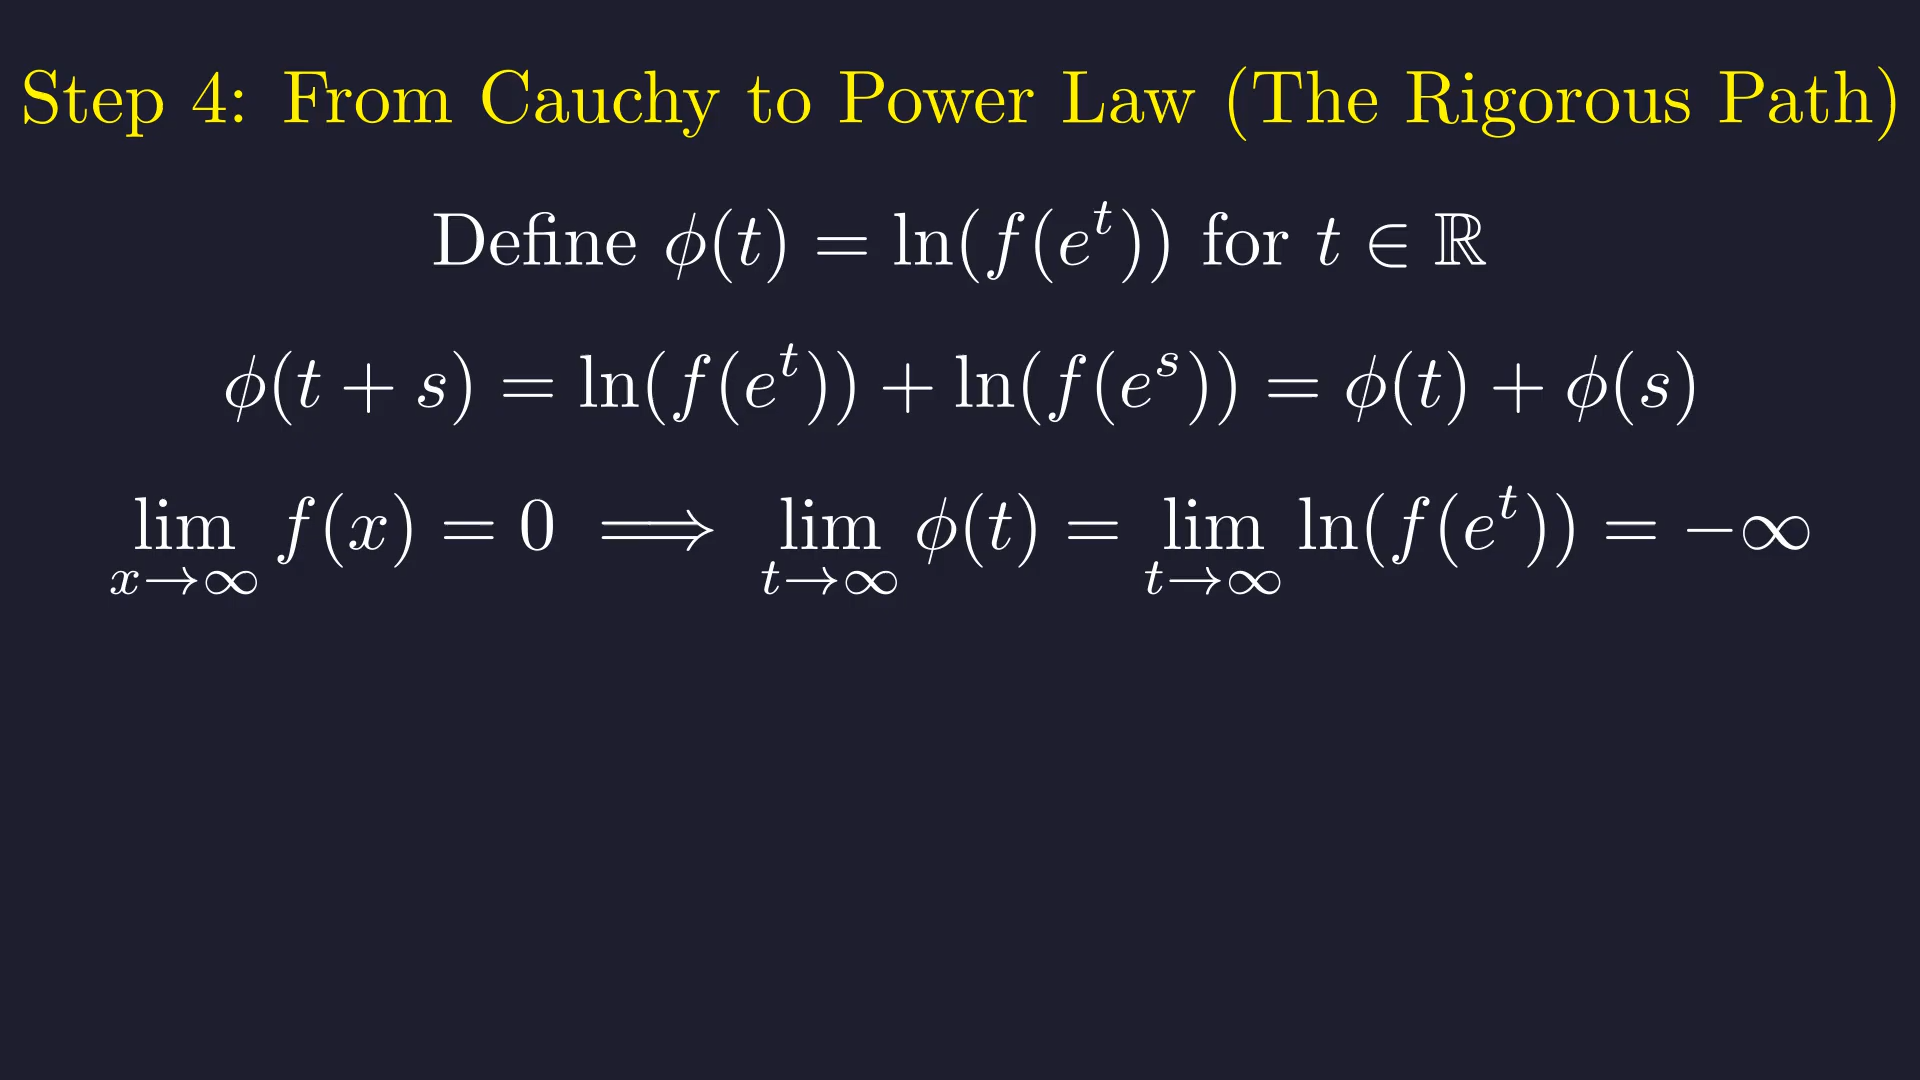 Step 4: From Cauchy to Power Law (The Rigorous Path)
Define ϕ(t) = ln(f(e^t)) for t ∈ ℝ
ϕ(t + s) = ln(f(e^t)) + ln(f(e^s)) = ϕ(t) + ϕ(s)
lim_{x→∞} f(x) = 0 ⟹ lim_{t→∞} ϕ(t) = lim_{t→∞} ln(f(e^t)) = −∞